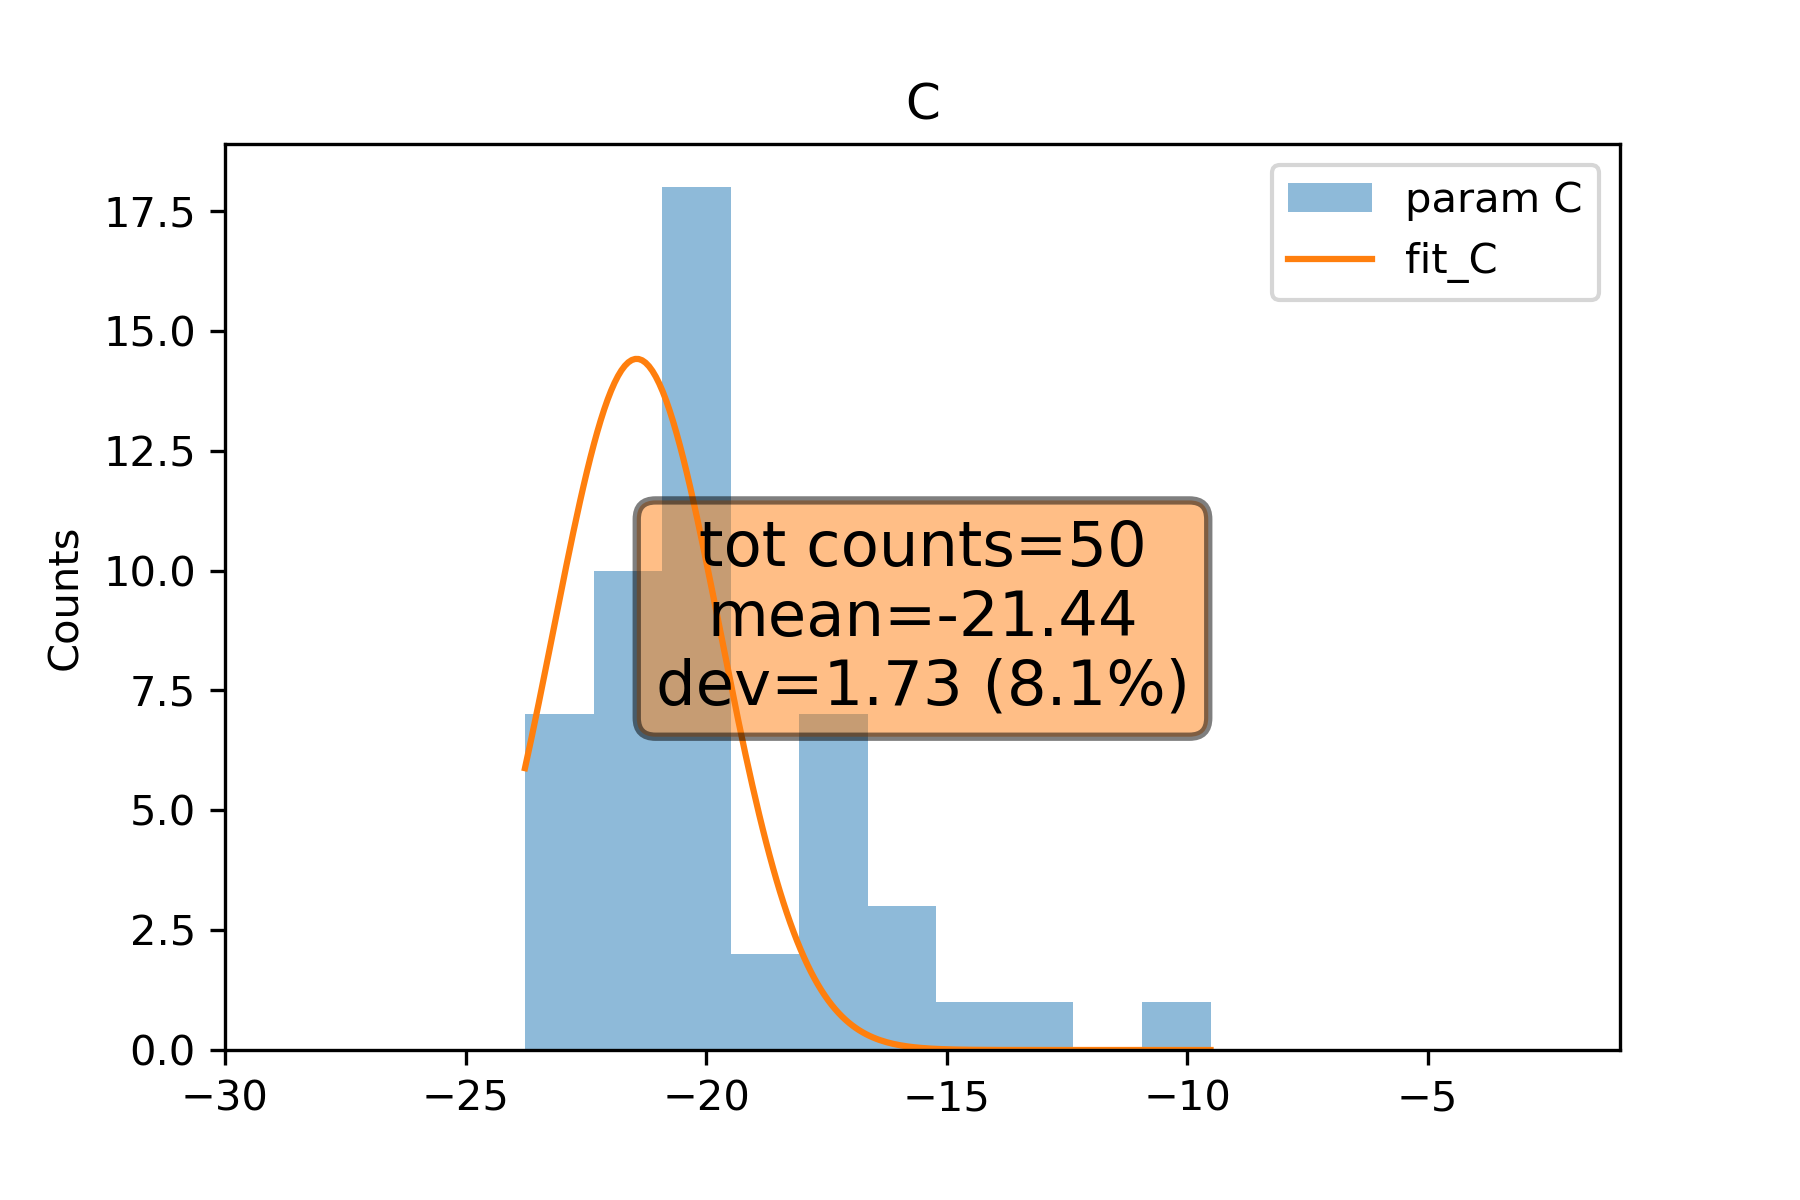 C
param C
fit_C
17.5
15.0
12.5
10.0
7.5
5.0
2.5
0.0
Counts
tot counts=50
mean=-21.44
dev=1.73 (8.1%)
−30 −25 −20 −15 −10 −5